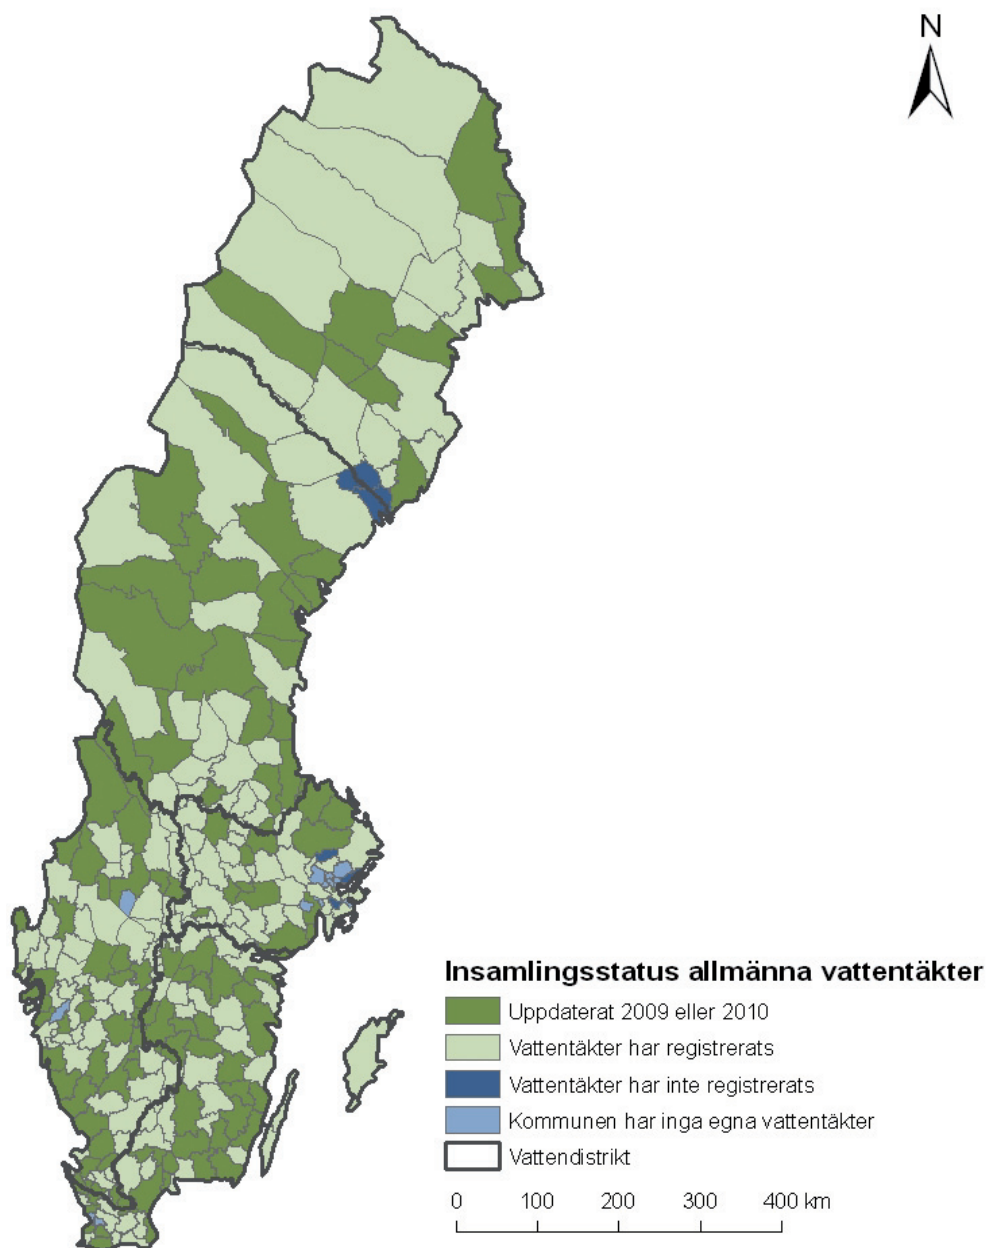 N
Insamlingsstatus allmänna vattentäkter
Uppdaterat 2009 eller 2010
Vattentäkter har registrerats
Vattentäkter har inte registrerats
Kommunen har inga egna vattentäkter
Vattendistrikt
0 100 200 300 400 km